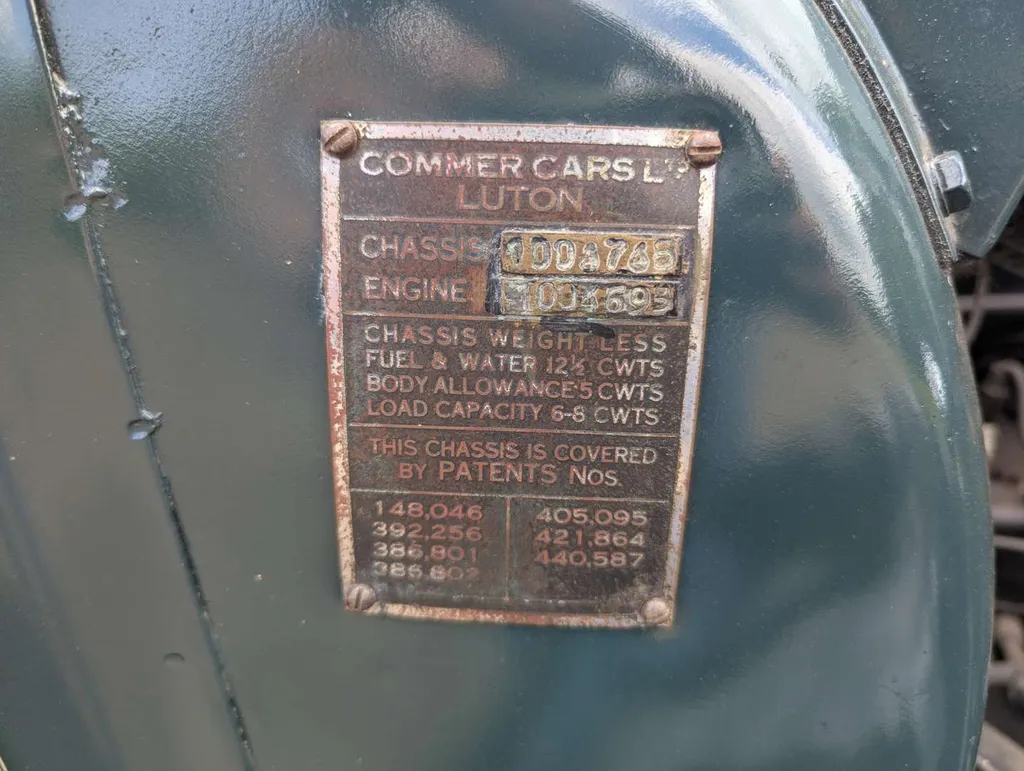 COMMER CARS LTD
LUTON
CHASSIS 100A745
ENGINE
CHASSIS WEIGHT LESS
FUEL & WATER 12½ CWTS
BODY ALLOWANCE·5 CWTS
LOAD CAPACITY 6-8 CWTS
THIS CHASSIS IS COVERED
BY PATENTS NOS.
148,046
392,256
386,801
386,802
405,095
421,864
440,587